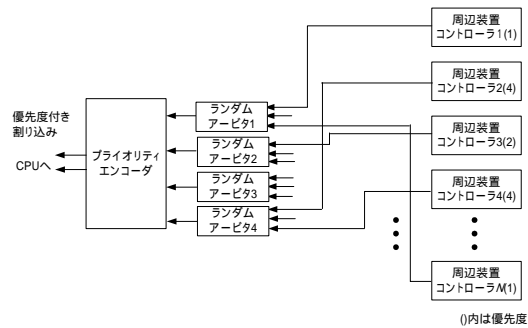 周辺装置
コントローラ1(1)
周辺装置
コントローラ2(4)
ランダム
アービタ1
優先度付き
割り込み
周辺装置
コントローラ3(2)
ランダム
アービタ2
プライオリティ
エンコーダ
CPUへ
ランダム
アービタ3
周辺装置
コントローラ4(4)
ランダム
アービタ4
周辺装置
コントローラN(1)
()内は優先度